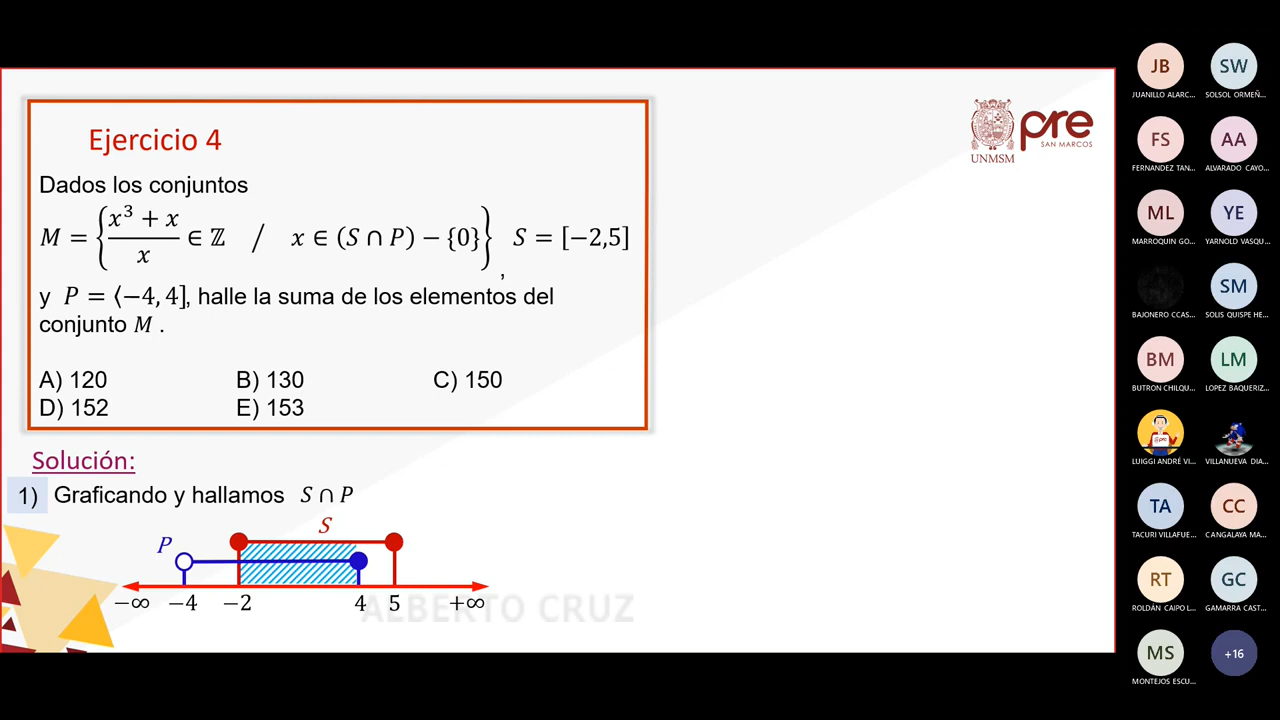 Ejercicio 4
Dados los conjuntos
M = {(x³ + x)/x ∈ ℤ / x ∈ (S ∩ P) − {0}}, S = [−2,5]
y P = ⟨−4, 4], halle la suma de los elementos del
conjunto M .
A) 120 B) 130 C) 150
D) 152 E) 153
UNMSM
pre
SAN MARCOS
Solución:
1) Graficando y hallamos S ∩ P
S
P
−∞ −4 −2 4 5 +∞
ALBERTO CRUZ
JB SW
JUANILLO ALARC... SOLSOL ORMEÑ...
FS AA
FERNANDEZ TAN... ALVARADO CAYO...
ML YE
MARROQUIN GO... YARNOLD VASQU...
SM
BAJONERO CCAS... SOLIS QUISPE HE...
BM LM
BUTRON CHILQU... LOPEZ BAQUERIZ...
LUIGGI ANDRÉ VI... VILLANUEVA DIA...
TA CC
TACURI VILLAFUE... CANGALAYA MA...
RT GC
ROLDÁN CAIPO L... GAMARRA CAST...
MS +16
MONTEJOS ESCU...